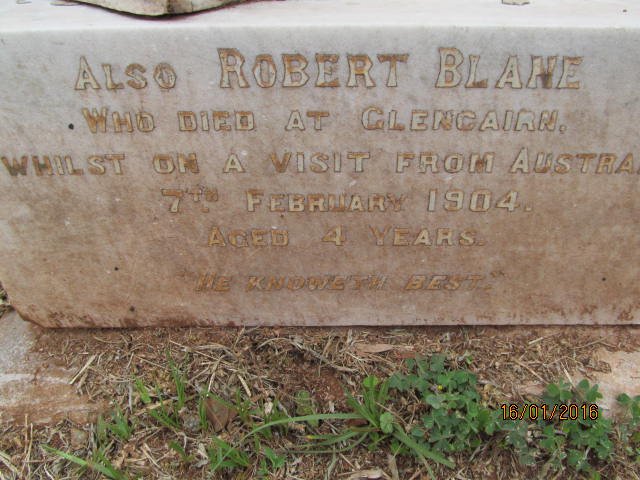 Also Robert Blane
Who died at Glencairn,
whilst on a visit from Austra
7th February 1904.
Aged 4 years.
"He knoweth best."
16/01/2016